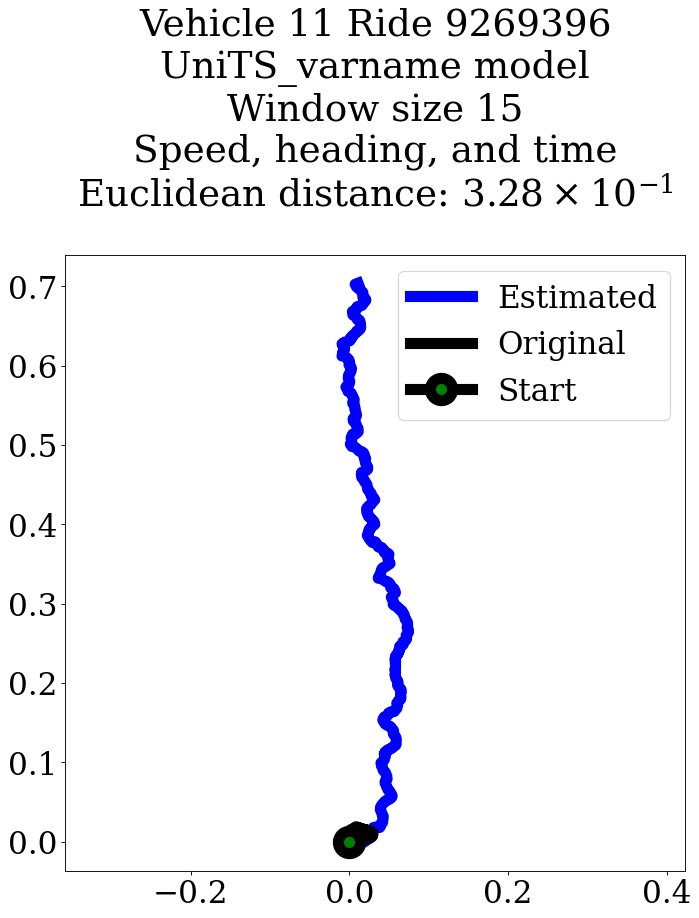 Vehicle 11 Ride 9269396
UniTS_varname model
Window size 15
Speed, heading, and time
Euclidean distance: 3.28 × 10⁻¹
Estimated
Original
Start
0.7
0.6
0.5
0.4
0.3
0.2
0.1
0.0
−0.2 0.0 0.2 0.4